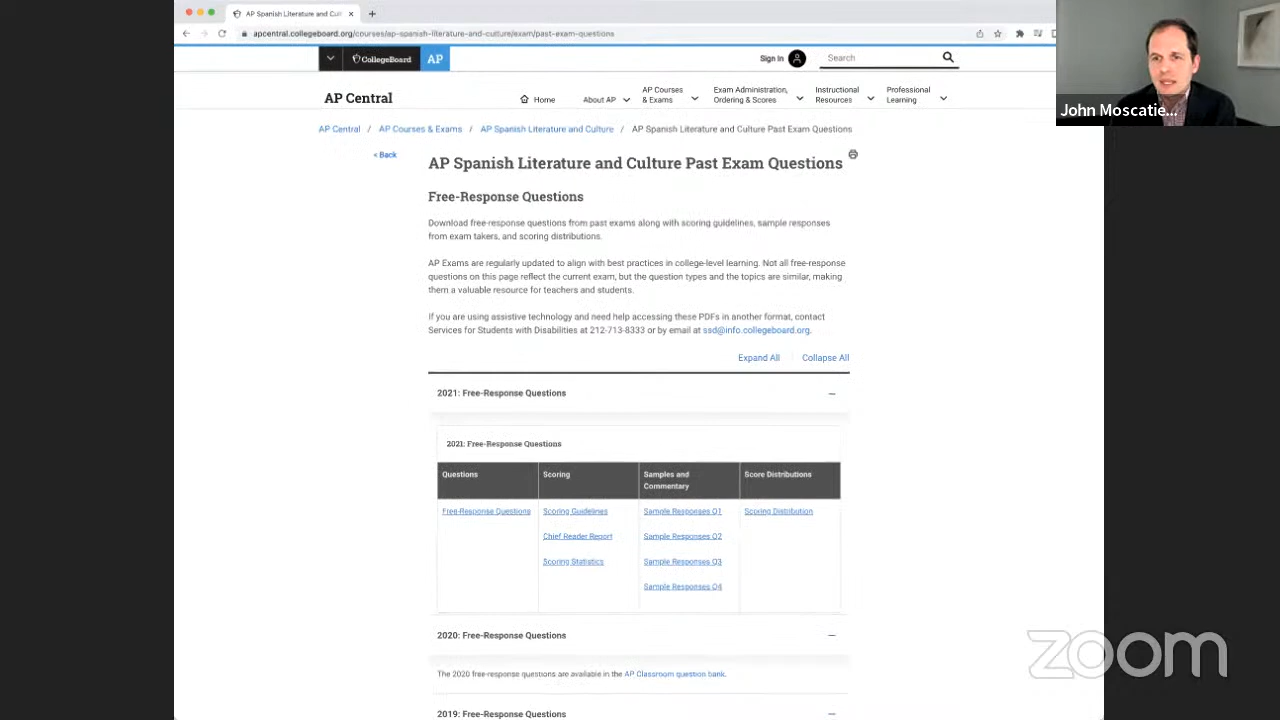 AP Spanish Literature and Cul
apcentral.collegeboard.org/courses/ap-spanish-literature-and-culture/exam/past-exam-questions
CollegeBoard
AP
Sign In
Search
AP Central
Home
About AP
AP Courses
& Exams
Exam Administration,
Ordering & Scores
Instructional
Resources
Professional
Learning
AP Central / AP Courses & Exams / AP Spanish Literature and Culture / AP Spanish Literature and Culture Past Exam Questions
< Back
AP Spanish Literature and Culture Past Exam Questions
Free-Response Questions
Download free-response questions from past exams along with scoring guidelines, sample responses
from exam takers, and scoring distributions.
AP Exams are regularly updated to align with best practices in college-level learning. Not all free-response
questions on this page reflect the current exam, but the question types and the topics are similar, making
them a valuable resource for teachers and students.
If you are using assistive technology and need help accessing these PDFs in another format, contact
Services for Students with Disabilities at 212-713-8333 or by email at ssd@info.collegeboard.org.
Expand All
Collapse All
2021: Free-Response Questions
2021: Free-Response Questions
Questions
Scoring
Samples and
Commentary
Score Distributions
Free-Response Questions
Scoring Guidelines
Sample Responses Q1
Scoring Distribution
Chief Reader Report
Sample Responses Q2
Scoring Statistics
Sample Responses Q3
Sample Responses Q4
2020: Free-Response Questions
The 2020 free-response questions are available in the AP Classroom question bank.
2019: Free-Response Questions
John Moscatie...
zoom